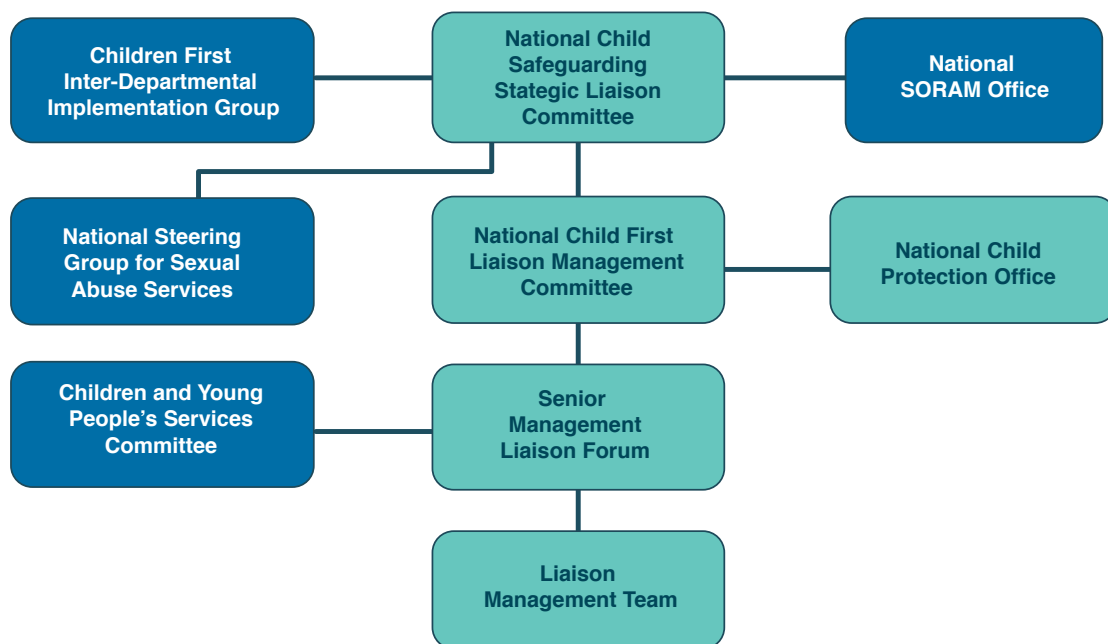 Children First
Inter-Departmental
Implementation Group
National Child
Safeguarding
Stategic Liaison
Committee
National
SORAM Office
National Steering
Group for Sexual
Abuse Services
National Child First
Liaison Management
Committee
National Child
Protection Office
Children and Young
People’s Services
Committee
Senior
Management
Liaison Forum
Liaison
Management Team